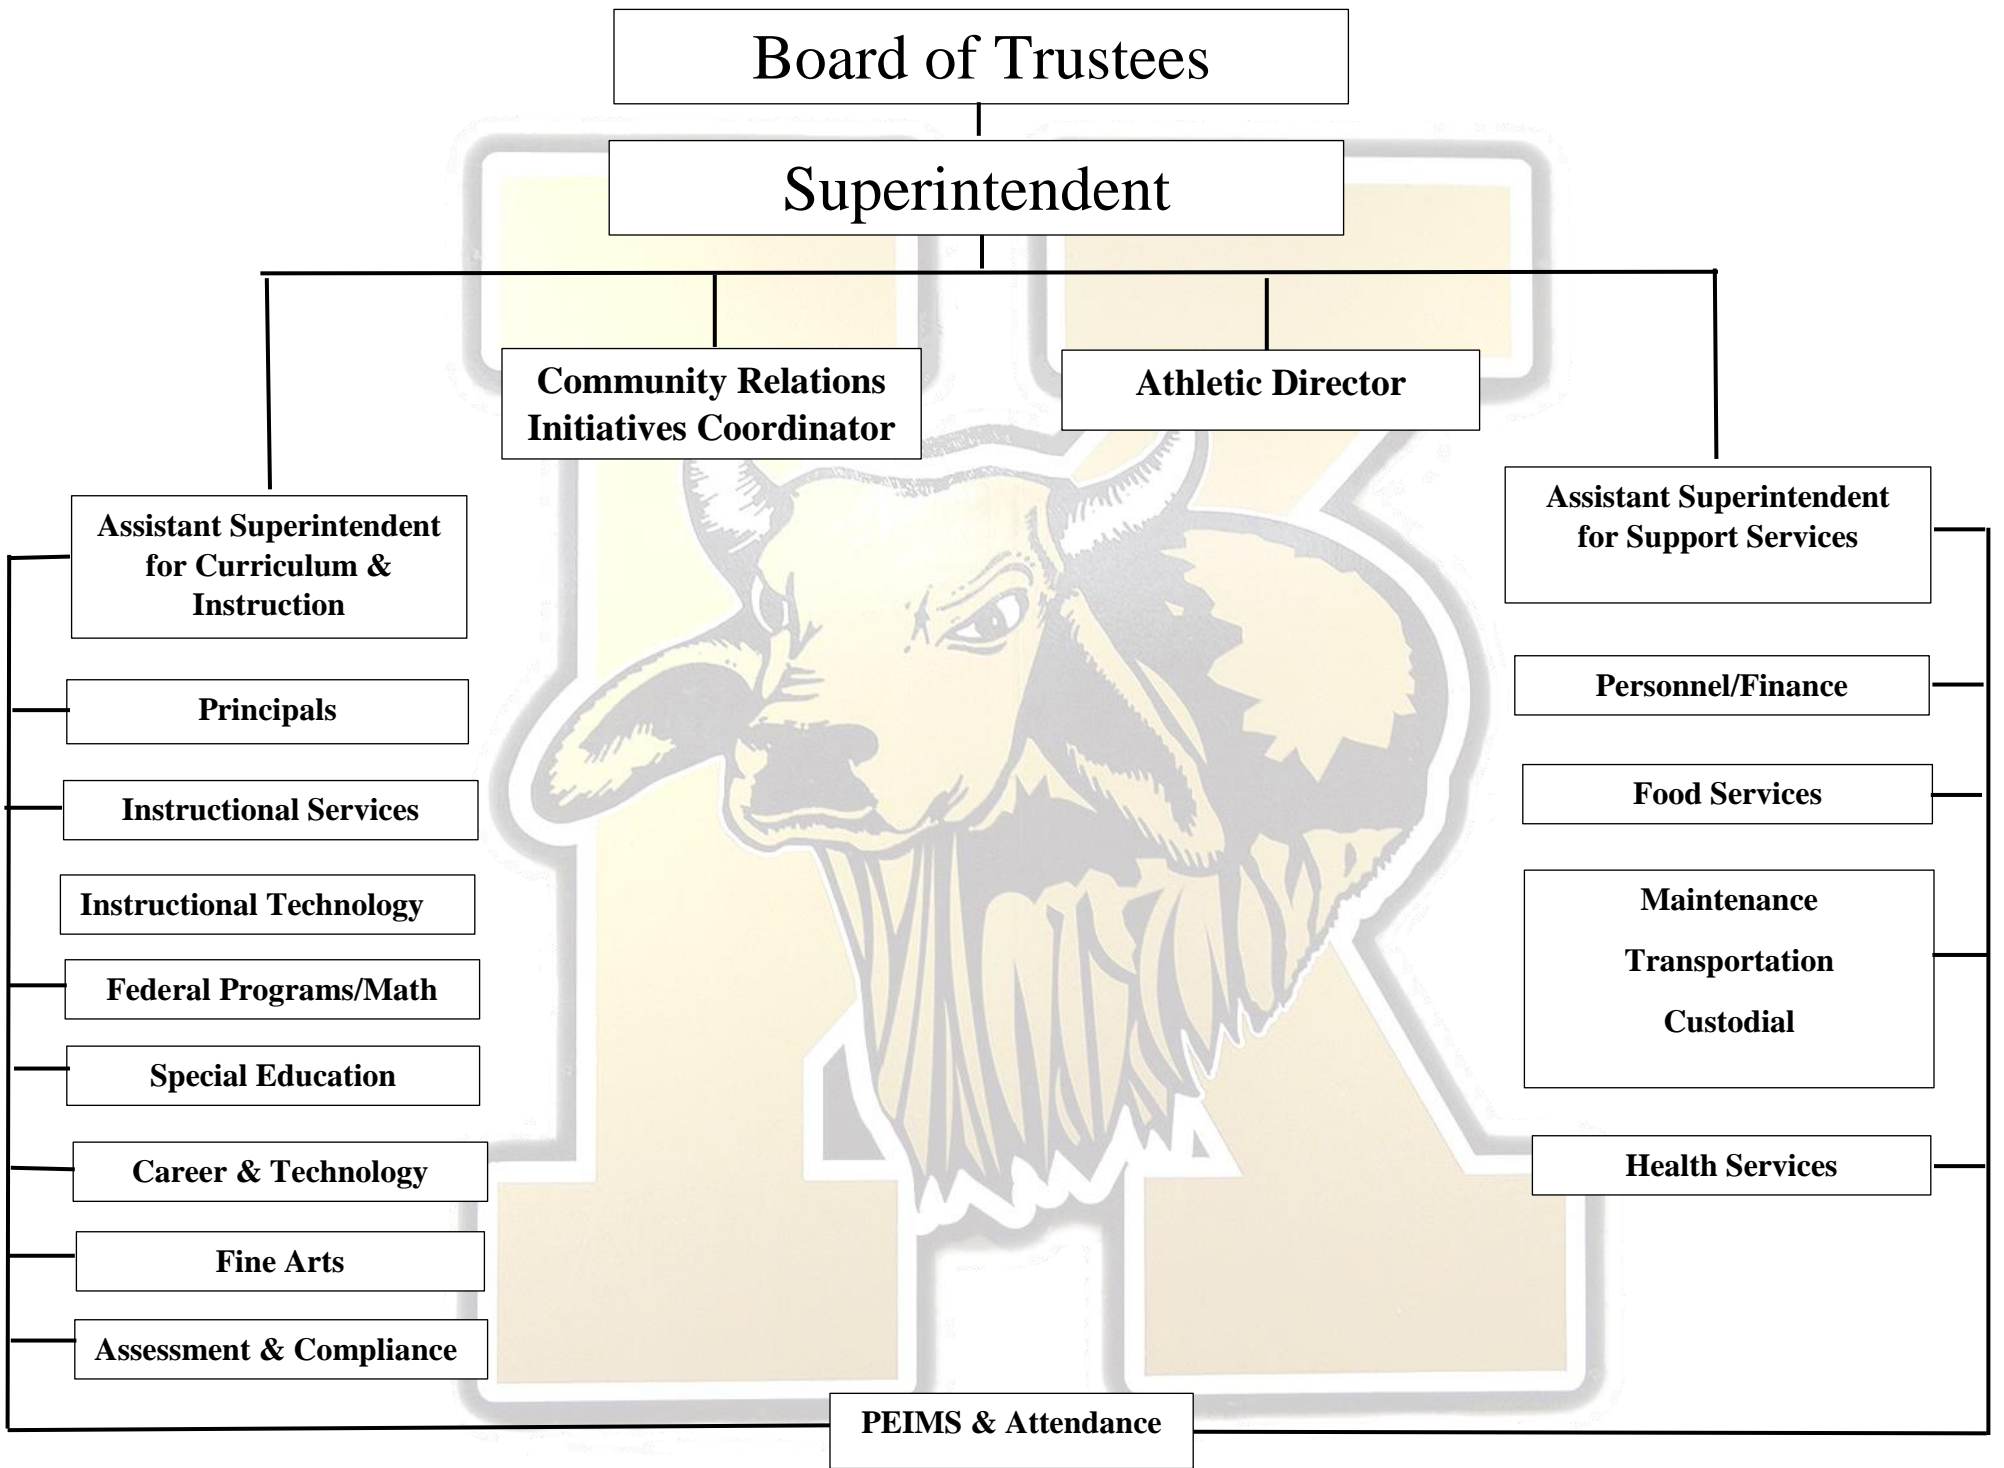 Board of Trustees
Superintendent
Community Relations
Initiatives Coordinator
Athletic Director
Assistant Superintendent
for Curriculum &
Instruction
Principals
Instructional Services
Instructional Technology
Federal Programs/Math
Special Education
Career & Technology
Fine Arts
Assessment & Compliance
Assistant Superintendent
for Support Services
Personnel/Finance
Food Services
Maintenance
Transportation
Custodial
Health Services
PEIMS & Attendance